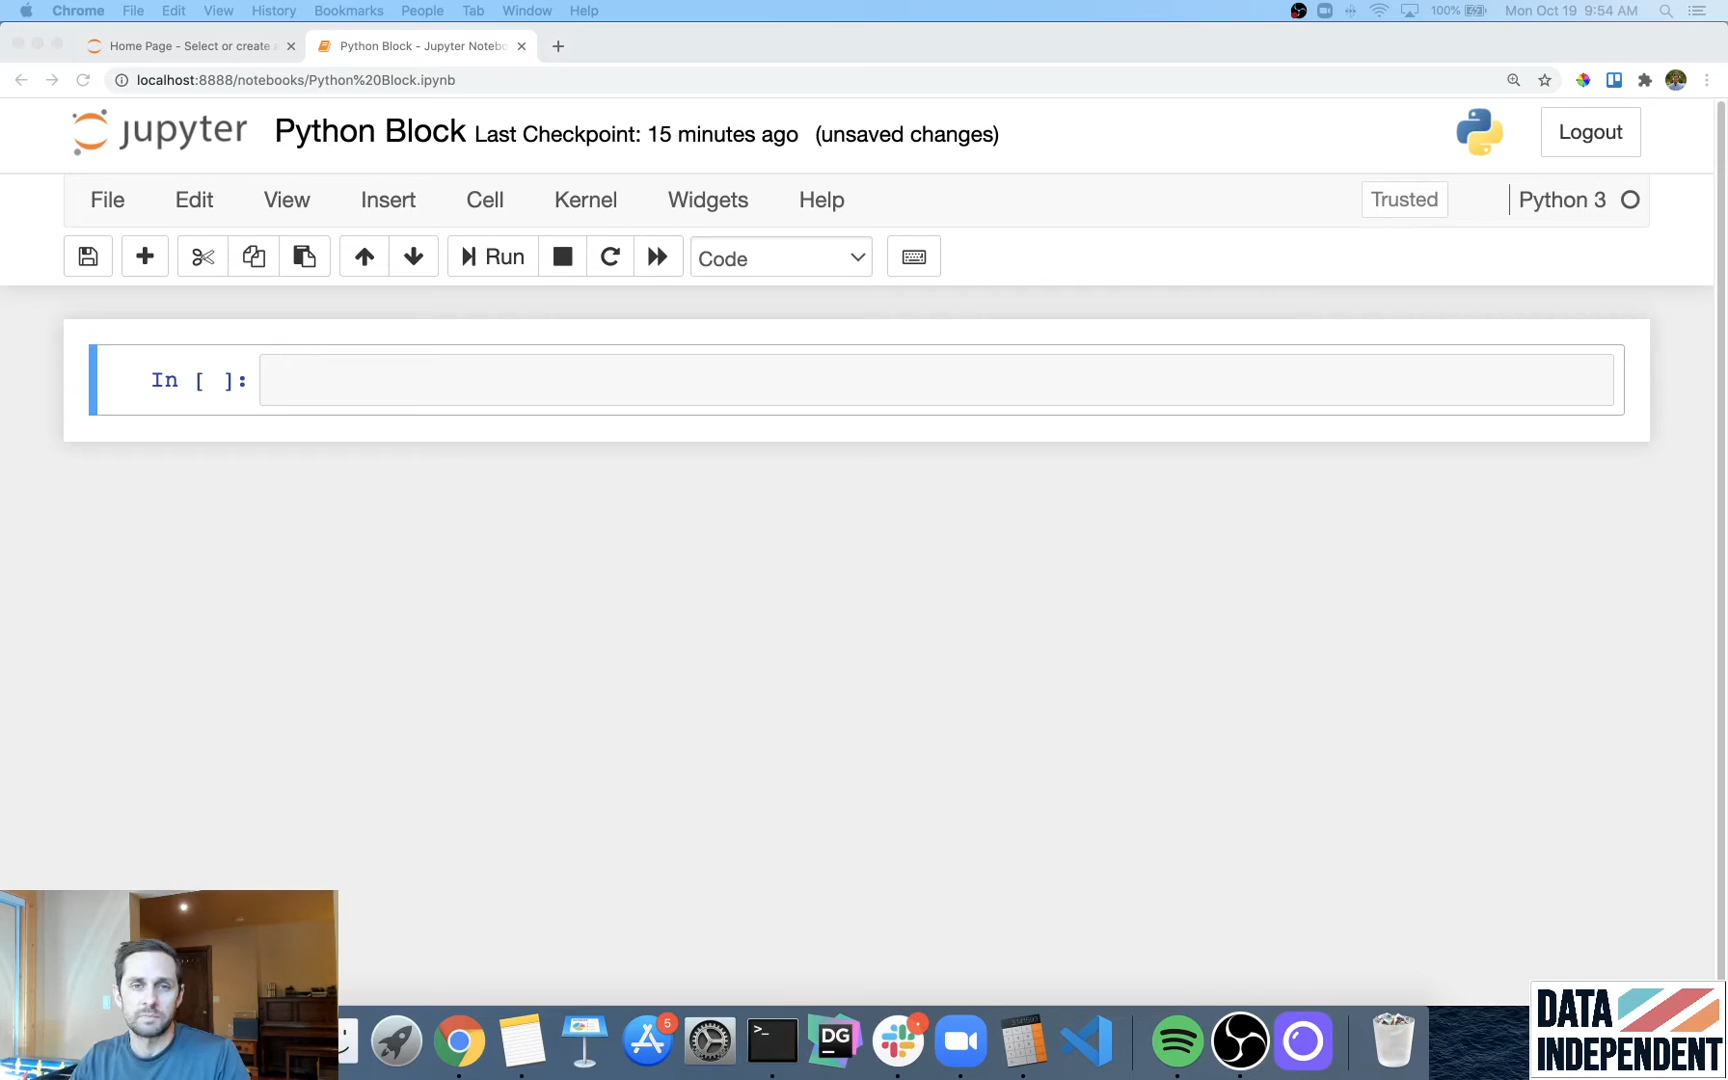 Chrome File Edit View History Bookmarks People Tab Window Help 100% Mon Oct 19 9:54 AM
Home Page - Select or create a Python Block - Jupyter Notebo
localhost:8888/notebooks/Python%20Block.ipynb
jupyter Python Block Last Checkpoint: 15 minutes ago (unsaved changes) Logout
File Edit View Insert Cell Kernel Widgets Help Trusted Python 3
Run Code
In [ ]:
5
>_ DG
DATA
INDEPENDENT